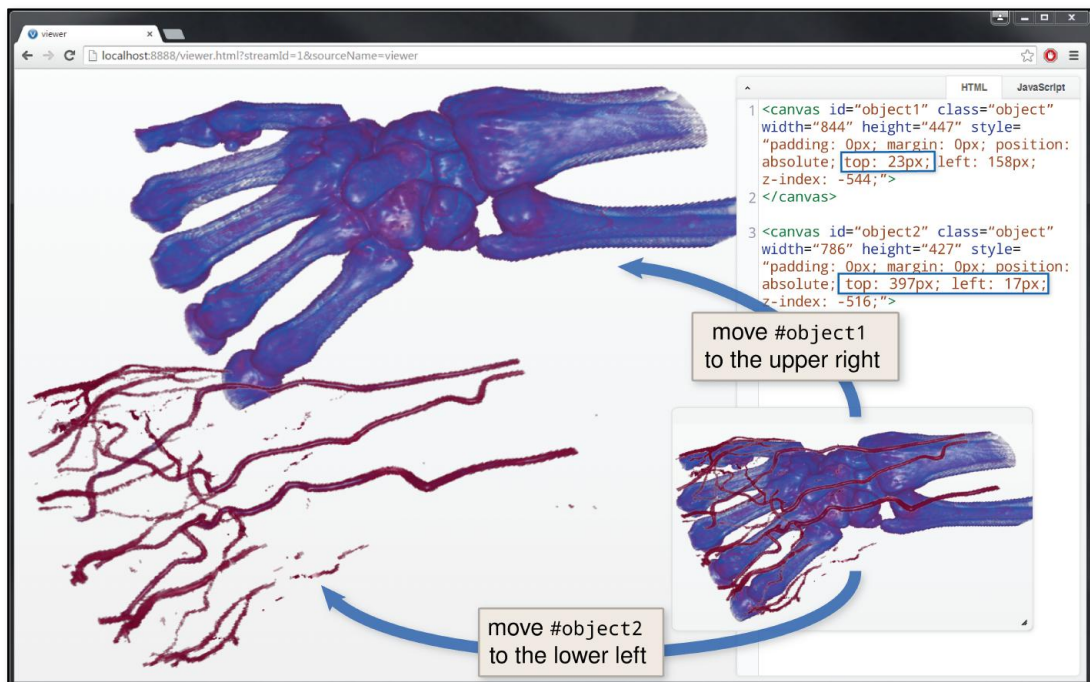 viewer
localhost:8888/viewer.html?streamId=1&sourceName=viewer
HTML JavaScript
1 <canvas id=“object1” class=“object”
width=“844” height=“447” style=
“padding: 0px; margin: 0px; position:
absolute; top: 23px; left: 158px;
z-index: -544;”>
2 </canvas>
3 <canvas id=“object2” class=“object”
width=“786” height=“427” style=
“padding: 0px; margin: 0px; position:
absolute; top: 397px; left: 17px;
z-index: -516;”>
move #object1
to the upper right
move #object2
to the lower left